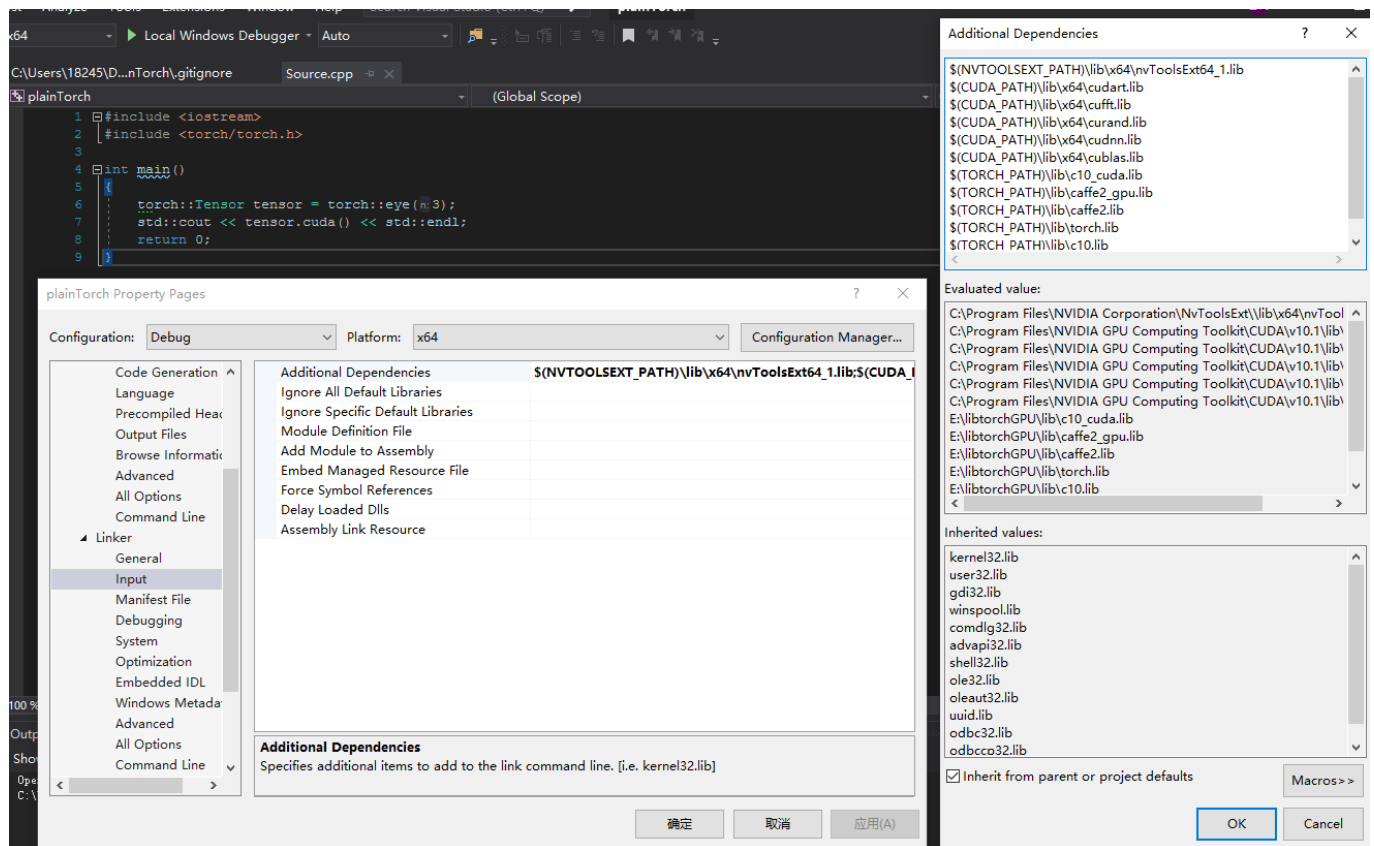 x64
Local Windows Debugger
Auto
C:\Users\18245\D...nTorch\.gitignore
Source.cpp
plainTorch
(Global Scope)
1 #include <iostream>
2 #include <torch/torch.h>
3
4 int main()
5 {
6 torch::Tensor tensor = torch::eye(n:3);
7 std::cout << tensor.cuda() << std::endl;
8 return 0;
9 }
100 %
plainTorch Property Pages
? ×
Configuration: Debug
Platform: x64
Configuration Manager...
Code Generation
Language
Precompiled Head
Output Files
Browse Informatic
Advanced
All Options
Command Line
Linker
General
Input
Manifest File
Debugging
System
Optimization
Embedded IDL
Windows Metada
Advanced
All Options
Command Line
Additional Dependencies $(NVTOOLSEXT_PATH)\lib\x64\nvToolsExt64_1.lib;$(CUDA_
Ignore All Default Libraries
Ignore Specific Default Libraries
Module Definition File
Add Module to Assembly
Embed Managed Resource File
Force Symbol References
Delay Loaded Dlls
Assembly Link Resource
Additional Dependencies
Specifies additional items to add to the link command line. [i.e. kernel32.lib]
确定
取消
应用(A)
Additional Dependencies
? ×
$(NVTOOLSEXT_PATH)\lib\x64\nvToolsExt64_1.lib
$(CUDA_PATH)\lib\x64\cudart.lib
$(CUDA_PATH)\lib\x64\cufft.lib
$(CUDA_PATH)\lib\x64\curand.lib
$(CUDA_PATH)\lib\x64\cudnn.lib
$(CUDA_PATH)\lib\x64\cublas.lib
$(TORCH_PATH)\lib\c10_cuda.lib
$(TORCH_PATH)\lib\caffe2_gpu.lib
$(TORCH_PATH)\lib\caffe2.lib
$(TORCH_PATH)\lib\torch.lib
$(TORCH_PATH)\lib\c10.lib
Evaluated value:
C:\Program Files\NVIDIA Corporation\NvToolsExt\\lib\x64\nvTool
C:\Program Files\NVIDIA GPU Computing Toolkit\CUDA\v10.1\lib\
C:\Program Files\NVIDIA GPU Computing Toolkit\CUDA\v10.1\lib\
C:\Program Files\NVIDIA GPU Computing Toolkit\CUDA\v10.1\lib\
C:\Program Files\NVIDIA GPU Computing Toolkit\CUDA\v10.1\lib\
C:\Program Files\NVIDIA GPU Computing Toolkit\CUDA\v10.1\lib\
E:\libtorchGPU\lib\c10_cuda.lib
E:\libtorchGPU\lib\caffe2_gpu.lib
E:\libtorchGPU\lib\caffe2.lib
E:\libtorchGPU\lib\torch.lib
E:\libtorchGPU\lib\c10.lib
Inherited values:
kernel32.lib
user32.lib
gdi32.lib
winspool.lib
comdlg32.lib
advapi32.lib
shell32.lib
ole32.lib
oleaut32.lib
uuid.lib
odbc32.lib
odbccp32.lib
Inherit from parent or project defaults
Macros>>
OK
Cancel